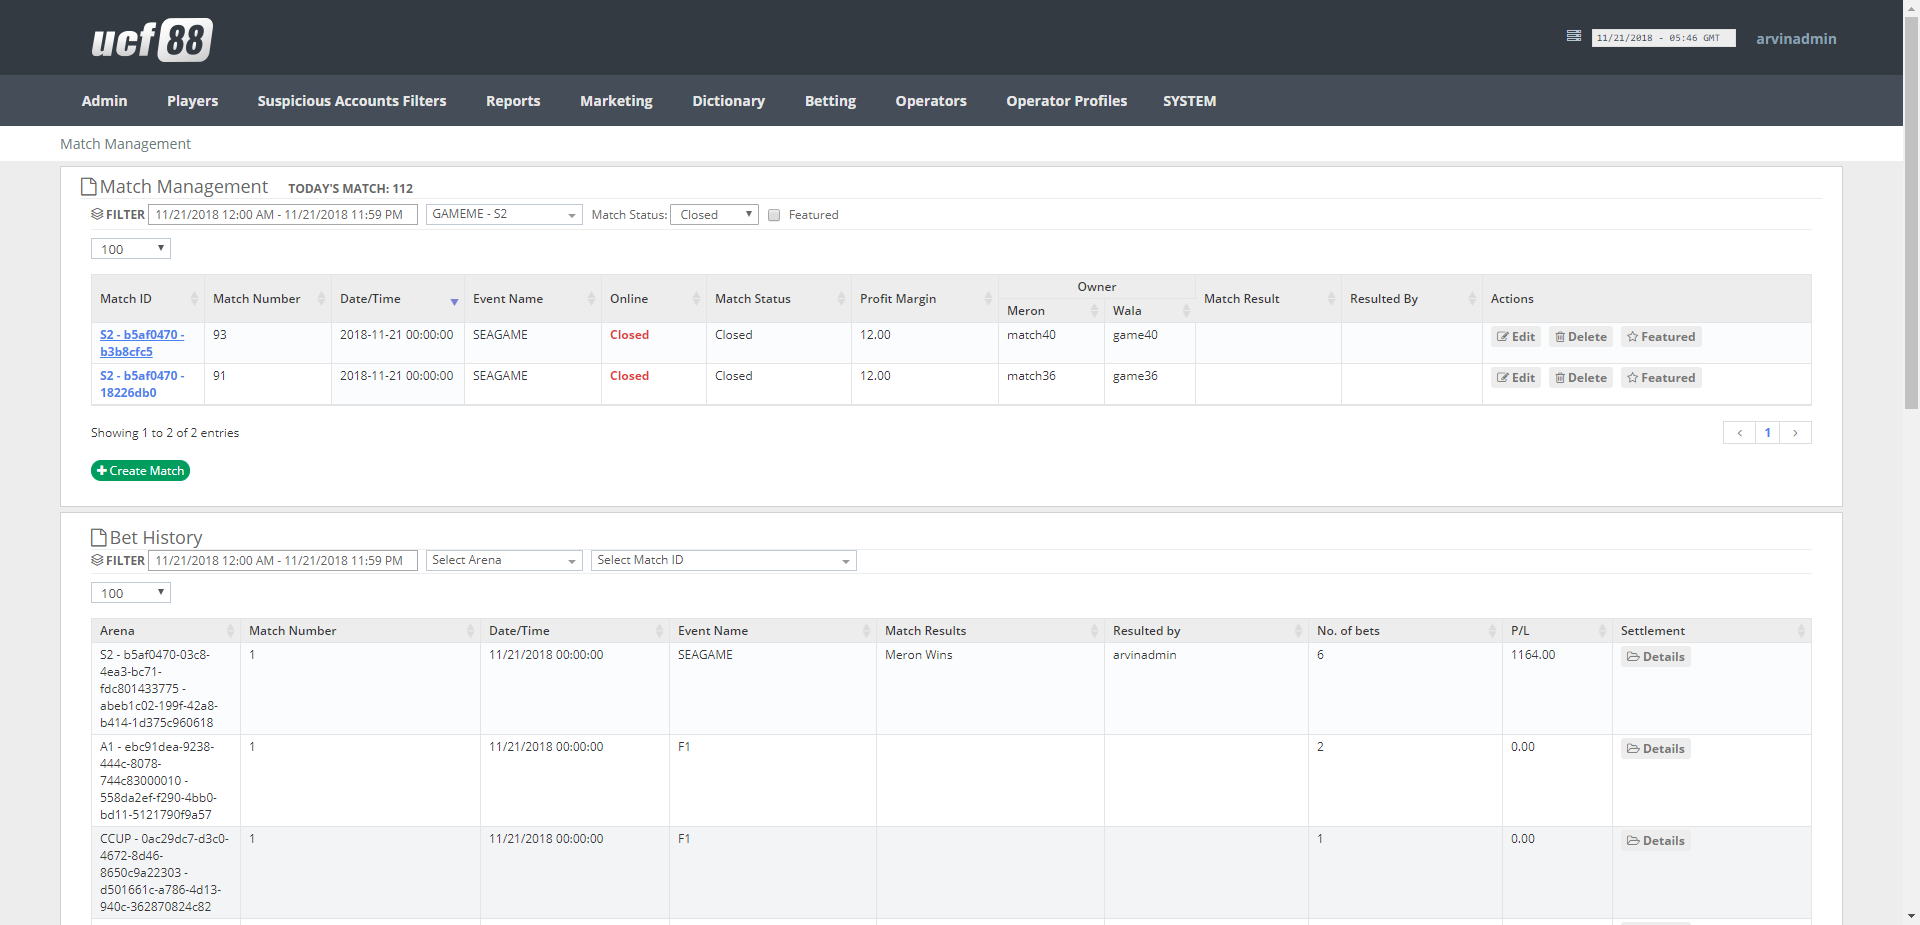 ucf 88
11/21/2018 - 05:46 GMT
arvinadmin
Admin Players Suspicious Accounts Filters Reports Marketing Dictionary Betting Operators Operator Profiles SYSTEM
Match Management
Match Management TODAY'S MATCH: 112
FILTER 11/21/2018 12:00 AM - 11/21/2018 11:59 PM GAMEME - S2 Match Status: Closed Featured
100
Owner
Match ID Match Number Date/Time Event Name Online Match Status Profit Margin Match Result Resulted By Actions
Meron Wala
S2 - b5af0470 - 93 2018-11-21 00:00:00 SEAGAME Closed Closed 12.00 match40 game40 Edit Delete Featured
b3b8cfc5
S2 - b5af0470 - 91 2018-11-21 00:00:00 SEAGAME Closed Closed 12.00 match36 game36 Edit Delete Featured
18226db0
Showing 1 to 2 of 2 entries
‹ 1 ›
Create Match
Bet History
FILTER 11/21/2018 12:00 AM - 11/21/2018 11:59 PM Select Arena Select Match ID
100
Arena Match Number Date/Time Event Name Match Results Resulted by No. of bets P/L Settlement
S2 - b5af0470-03c8- 1 11/21/2018 00:00:00 SEAGAME Meron Wins arvinadmin 6 1164.00 Details
4ea3-bc71-
fdc801433775 -
abeb1c02-199f-42a8-
b414-1d375c960618
A1 - ebc91dea-9238- 1 11/21/2018 00:00:00 F1 2 0.00 Details
444c-8078-
744c83000010 -
558da2ef-f290-4bb0-
bd11-5121790f9a57
CCUP - 0ac29dc7-d3c0- 1 11/21/2018 00:00:00 F1 1 0.00 Details
4672-8d46-
8650c9a22303 -
d501661c-a786-4d13-
940c-362870824c82